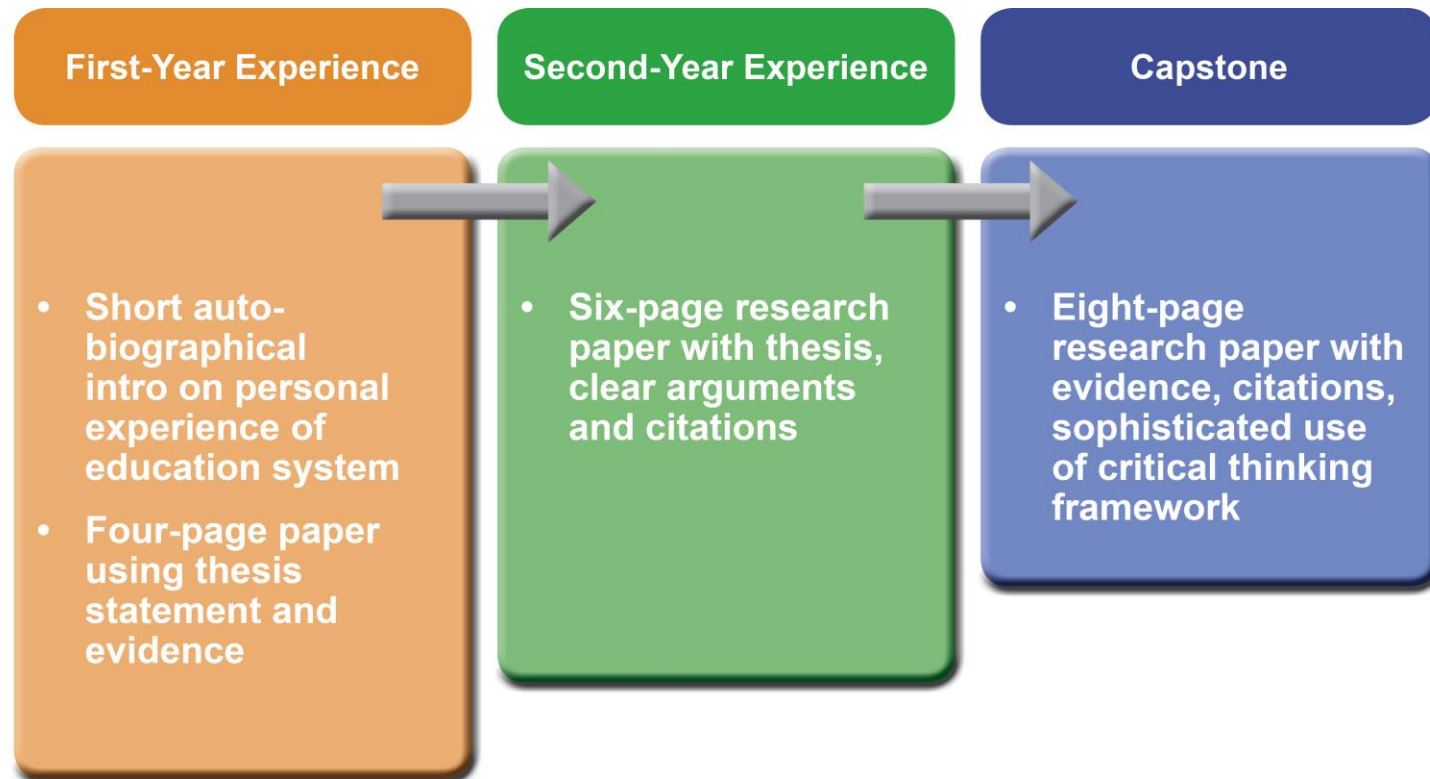 First-Year Experience
Second-Year Experience
Capstone
• Short auto-
biographical
intro on personal
experience of
education system
• Four-page paper
using thesis
statement and
evidence
• Six-page research
paper with thesis,
clear arguments
and citations
• Eight-page
research paper with
evidence, citations,
sophisticated use
of critical thinking
framework